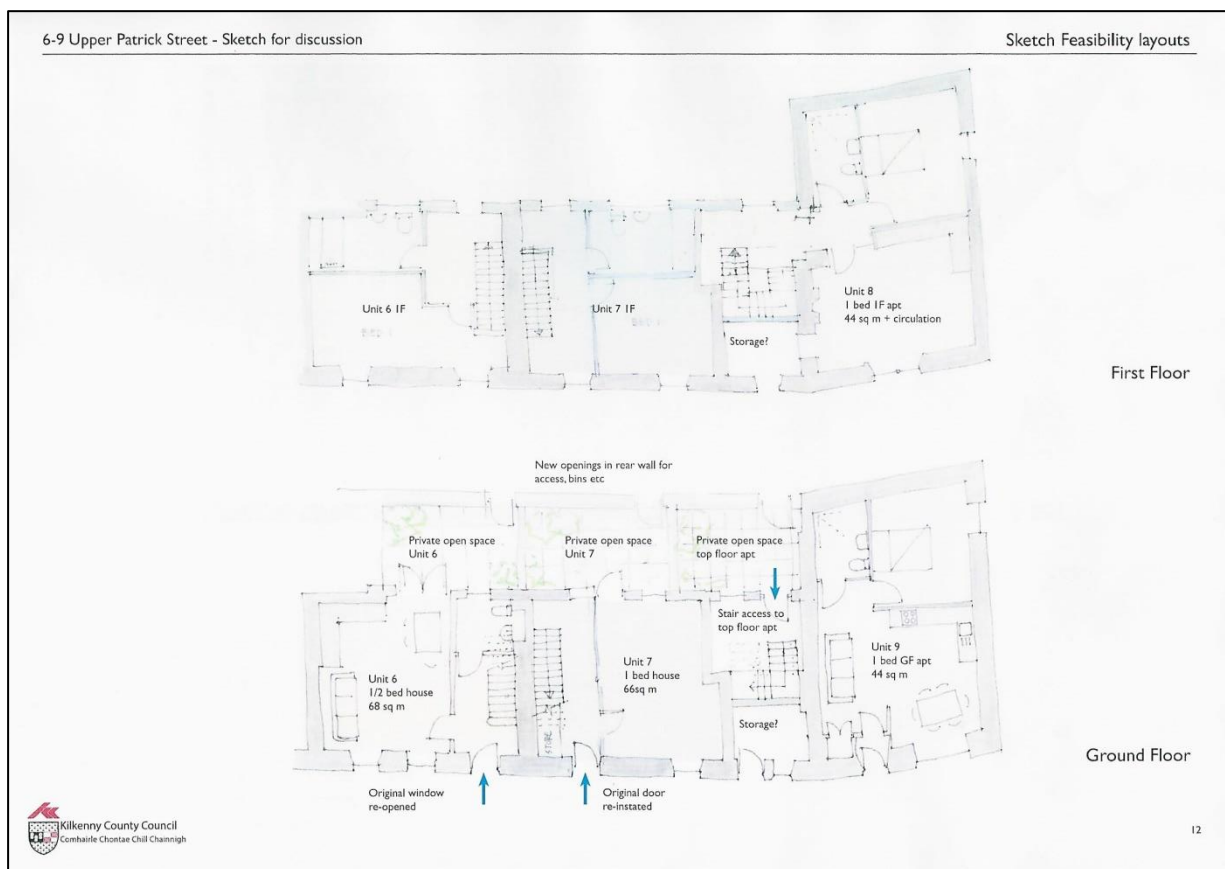 6-9 Upper Patrick Street - Sketch for discussion
Sketch Feasibility layouts
Unit 6 1F
Unit 7 1F
Unit 8
1 bed 1F apt
44 sq m + circulation
Storage?
First Floor
New openings in rear wall for
access, bins etc
Private open space
Unit 6
Private open space
Unit 7
Private open space
top floor apt
Stair access to
top floor apt
Unit 6
1/2 bed house
68 sq m
Unit 7
1 bed house
66sq m
Unit 9
1 bed GF apt
44 sq m
STORE
Storage?
Ground Floor
Original window
re-opened
Original door
re-instated
Kilkenny County Council
Comhairle Chontae Chill Chainnigh
12